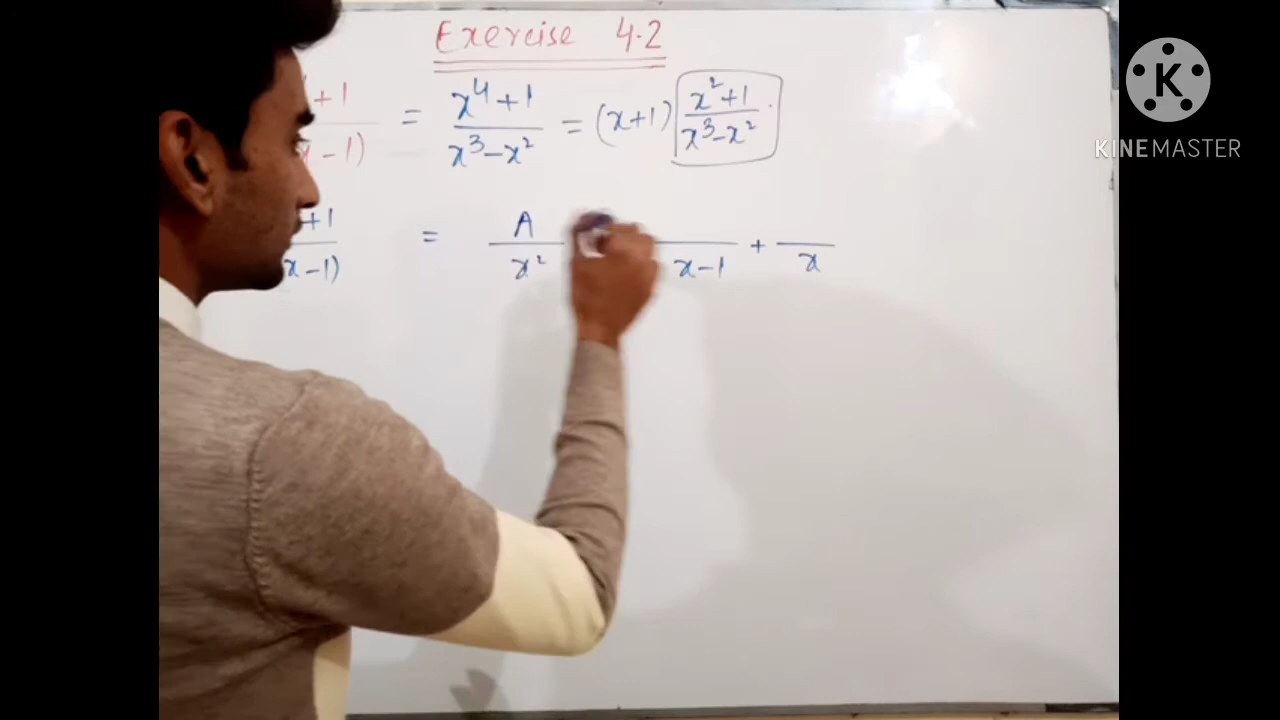 Exercise 4.2
+1 / x-1) = x⁴+1 / x³-x² = (x+1) x²+1 / x³-x²
+1 / x-1) = A / x² / x-1 + / x
K
KINEMASTER